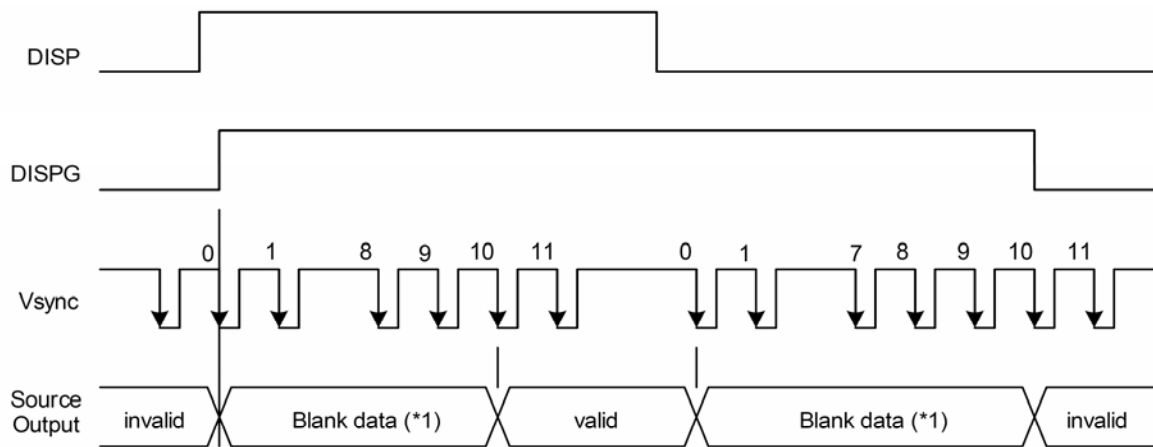 DISP
DISPG
0 1 8 9 10 11 0 1 7 8 9 10 11
Vsync
Source
Output
invalid Blank data (*1) valid Blank data (*1) invalid